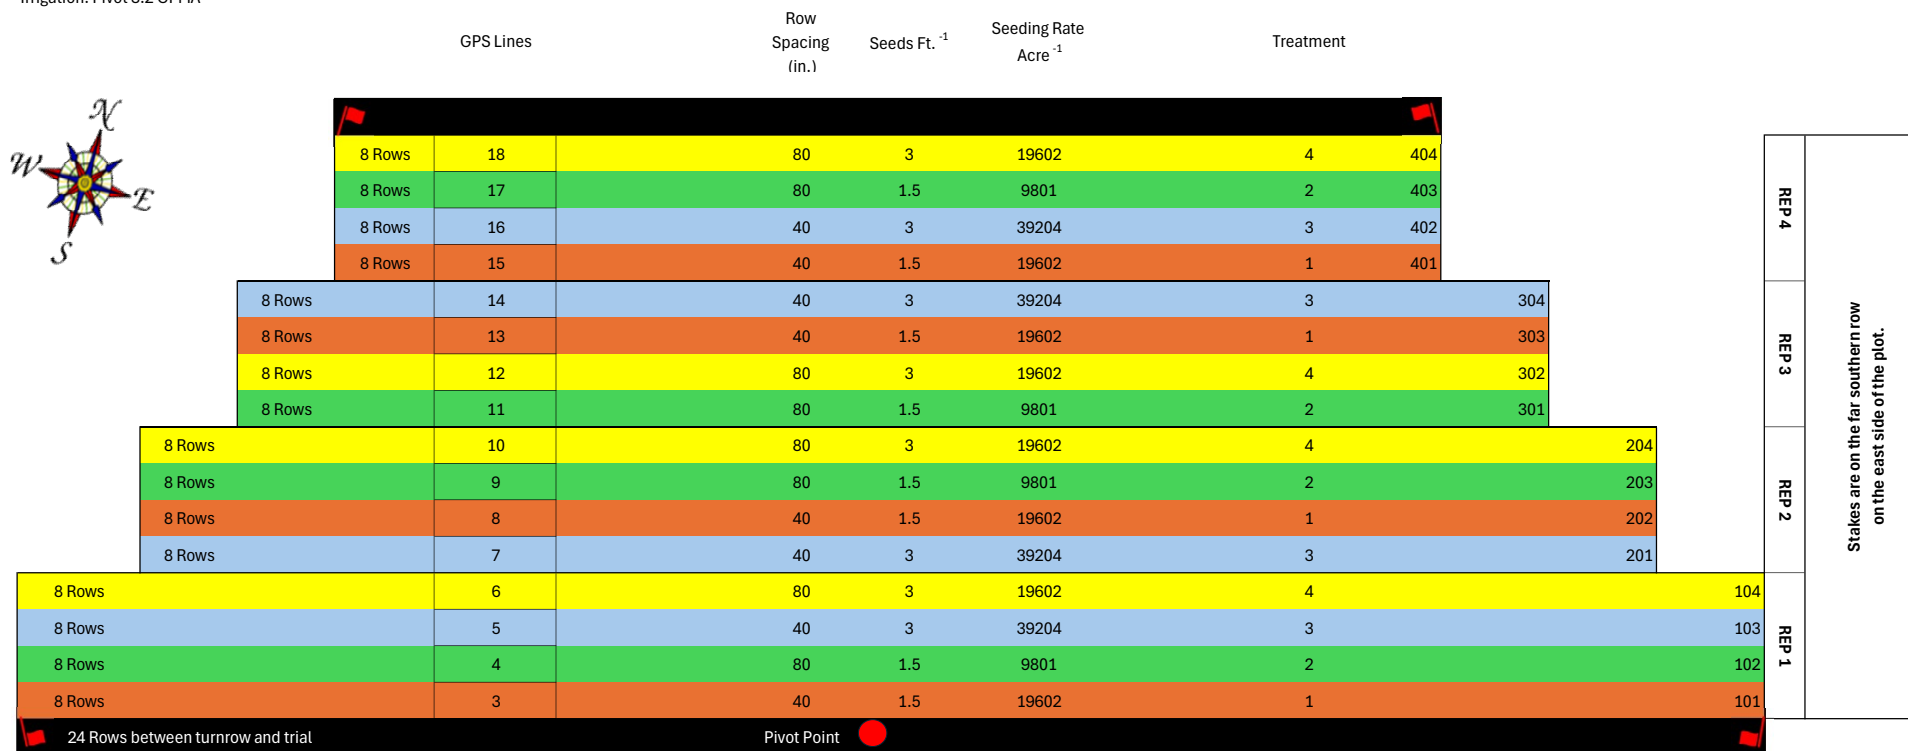 Irrigation: Pivot
GPS Lines
Row Spacing (in.)
Seeds Ft. -1
Seeding Rate Acre -1
Treatment
N
W
E
S
8 Rows 18 80 3 19602 4 404
8 Rows 17 80 1.5 9801 2 403
8 Rows 16 40 3 39204 3 402
8 Rows 15 40 1.5 19602 1 401
8 Rows 14 40 3 39204 3 304
8 Rows 13 40 1.5 19602 1 303
8 Rows 12 80 3 19602 4 302
8 Rows 11 80 1.5 9801 2 301
8 Rows 10 80 3 19602 4 204
8 Rows 9 80 1.5 9801 2 203
8 Rows 8 40 1.5 19602 1 202
8 Rows 7 40 3 39204 3 201
8 Rows 6 80 3 19602 4 104
8 Rows 5 40 3 39204 3 103
8 Rows 4 80 1.5 9801 2 102
8 Rows 3 40 1.5 19602 1 101
24 Rows between turnrow and trial Pivot Point
REP 4
REP 3
REP 2
REP 1
Stakes are on the far southern row
on the east side of the plot.